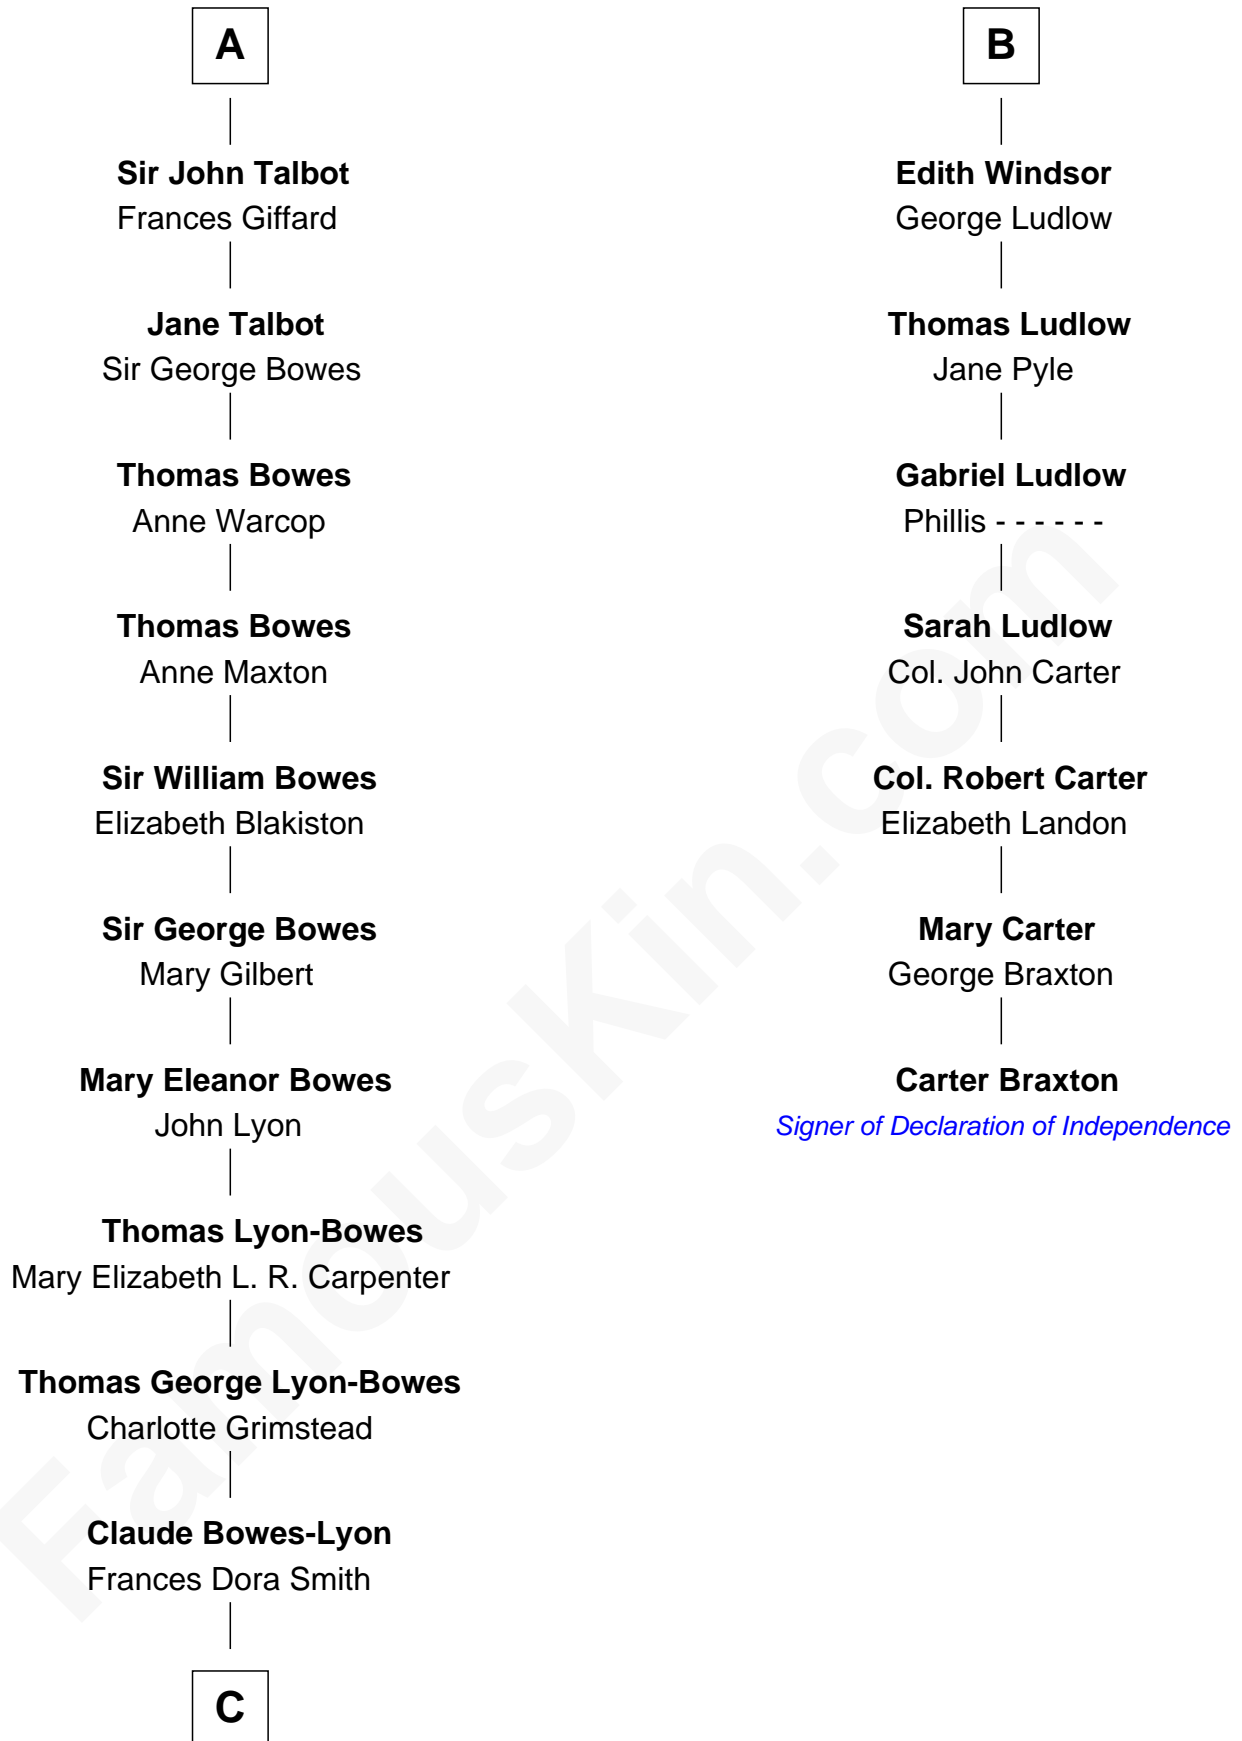 A
Sir John Talbot
Frances Giffard
Jane Talbot
Sir George Bowes
Thomas Bowes
Anne Warcop
Thomas Bowes
Anne Maxton
Sir William Bowes
Elizabeth Blakiston
Sir George Bowes
Mary Gilbert
Mary Eleanor Bowes
John Lyon
Thomas Lyon-Bowes
Mary Elizabeth L. R. Carpenter
Thomas George Lyon-Bowes
Charlotte Grimstead
Claude Bowes-Lyon
Frances Dora Smith
C
B
Edith Windsor
George Ludlow
Thomas Ludlow
Jane Pyle
Gabriel Ludlow
Phillis - - - - - -
Sarah Ludlow
Col. John Carter
Col. Robert Carter
Elizabeth Landon
Mary Carter
George Braxton
Carter Braxton
Signer of Declaration of Independence
FamousKin.com